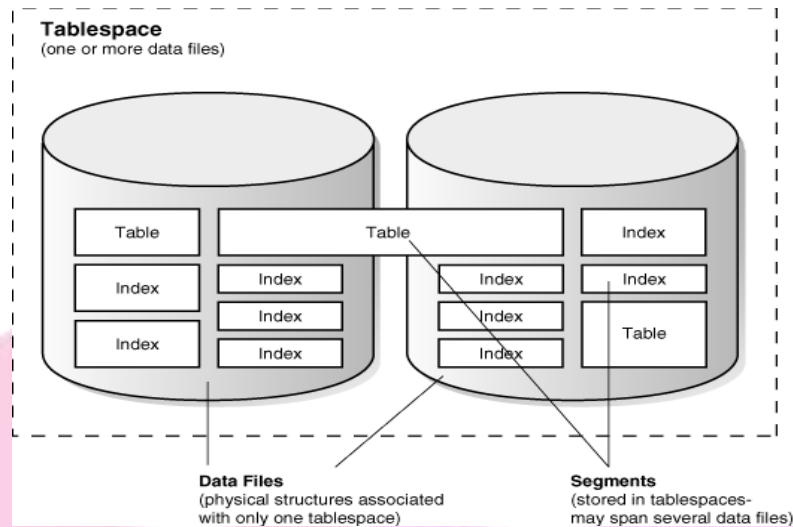 Tablespace
(one or more data files)
Table
Table
Index
Index
Index
Index
Index
Index
Index
Index
Index
Index
Table
Data Files
(physical structures associated
with only one tablespace)
Segments
(stored in tablespaces-
may span several data files)